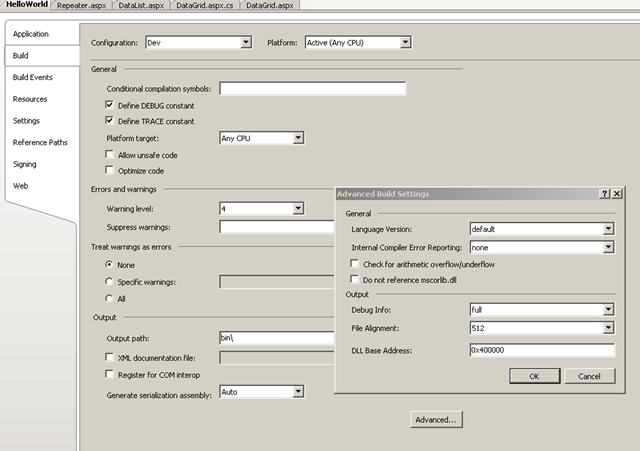 HelloWorld Repeater.aspx DataList.aspx DataGrid.aspx.cs DataGrid.aspx
Application
Build
Build Events
Resources
Settings
Reference Paths
Signing
Web
Configuration: Dev Platform: Active (Any CPU)
General
Conditional compilation symbols:
Define DEBUG constant
Define TRACE constant
Platform target: Any CPU
Allow unsafe code
Optimize code
Errors and warnings
Warning level: 4
Suppress warnings:
Treat warnings as errors
None
Specific warnings:
All
Output
Output path: bin\
XML documentation file:
Register for COM interop
Generate serialization assembly: Auto
Advanced...
Advanced Build Settings
General
Language Version: default
Internal Compiler Error Reporting: none
Check for arithmetic overflow/underflow
Do not reference mscorlib.dll
Output
Debug Info: full
File Alignment: 512
DLL Base Address: 0x400000
OK Cancel